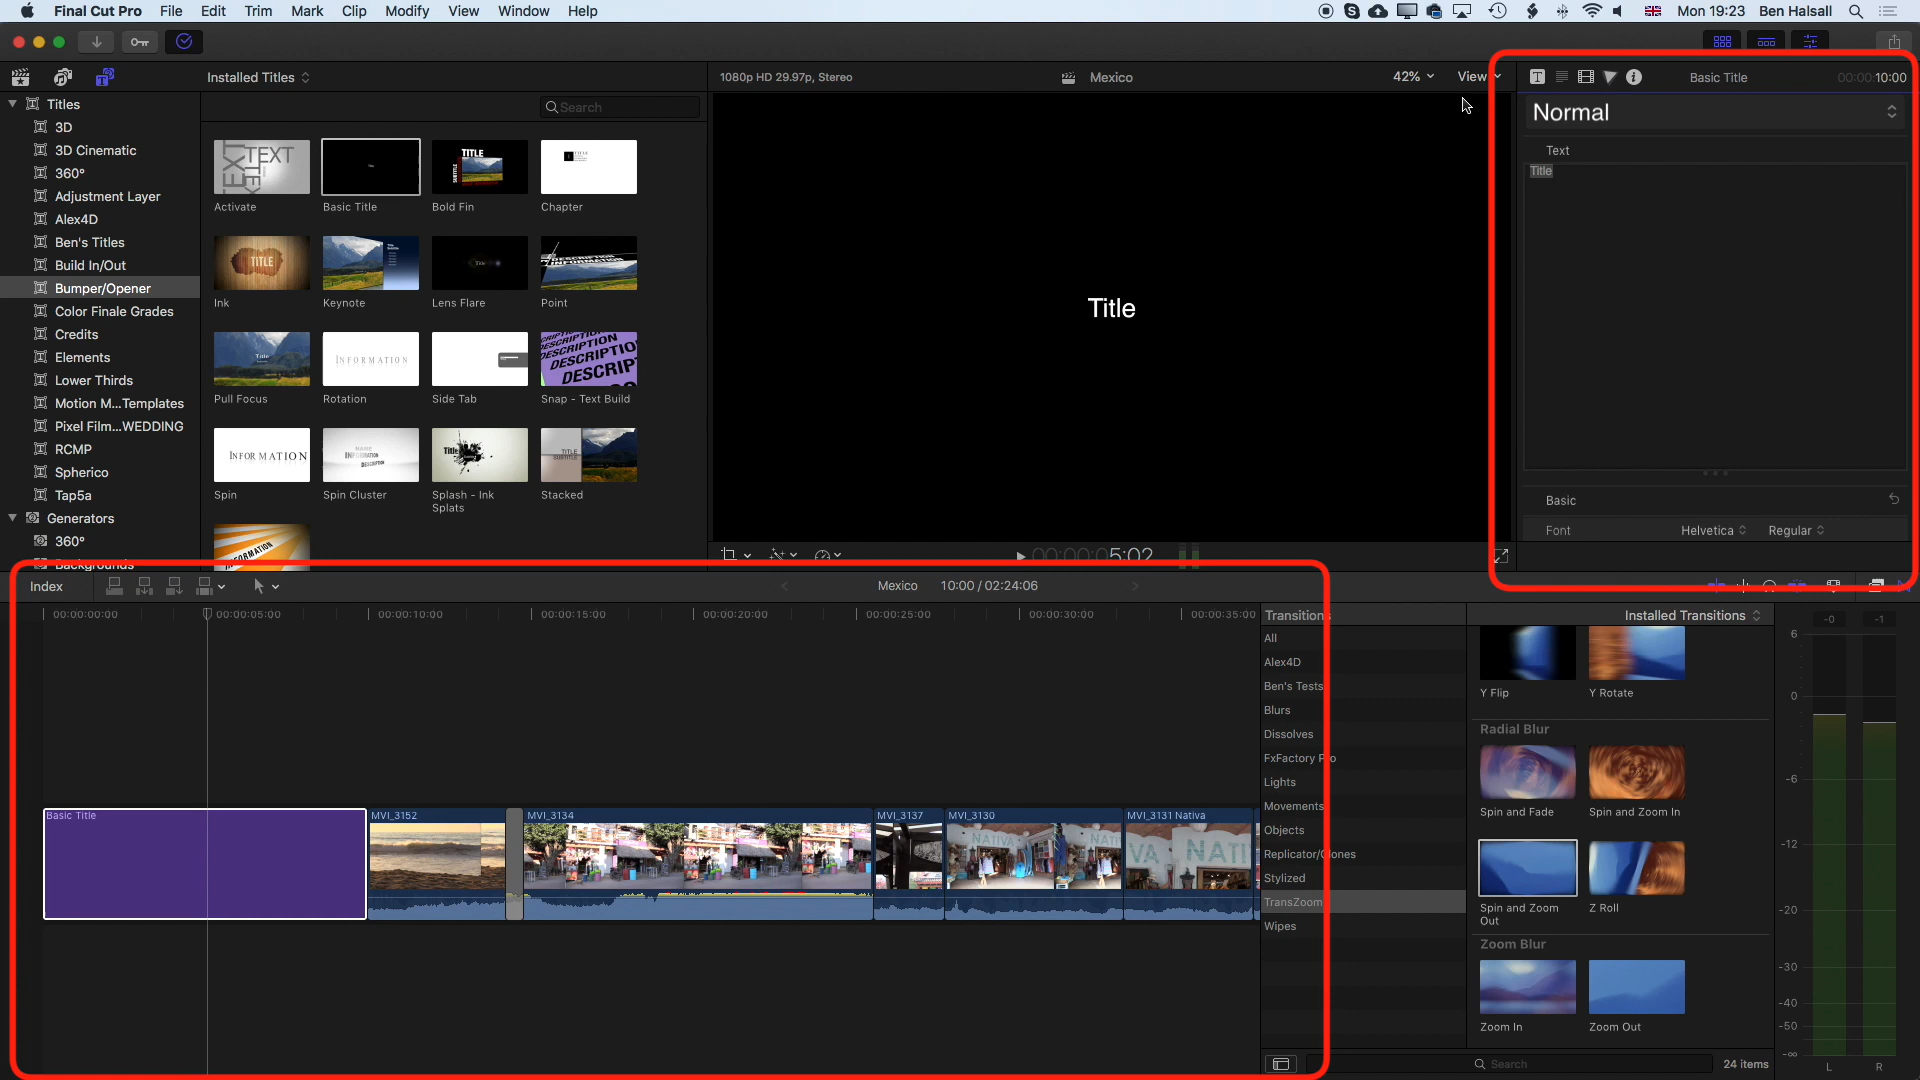 Final Cut Pro File Edit Trim Mark Clip Modify View Window Help
Mon 19:23 Ben Halsall
Installed Titles
1080p HD 29.97p, Stereo
Mexico
42%
View
Basic Title
00:00:10:00
Titles
3D
3D Cinematic
360°
Adjustment Layer
Alex4D
Ben's Titles
Build In/Out
Bumper/Opener
Color Finale Grades
Credits
Elements
Lower Thirds
Motion M...Templates
Pixel Film...WEDDING
RCMP
Spherico
Tap5a
Generators
360°
Backgrounds
Search
TEXT
TITLE
TITLE
Activate
Basic Title
Bold Fin
Chapter
TITLE
Title
DESCRIPTION
INFORMATION
Ink
Keynote
Lens Flare
Point
Title
INFORMATION
DESCRIPTION
DESCRIPTION
DESCRIP
Pull Focus
Rotation
Side Tab
Snap - Text Build
INFORMATION
NAME
INFORMATION
DESCRIPTION
Title
TITLE
SUBTITLE
Spin
Spin Cluster
Splash - Ink
Splats
Stacked
Title
00:00:00:05:02
Normal
Text
Title
Basic
Font
Helvetica
Regular
Index
Mexico
10:00 / 02:24:06
00:00:00:00
00:00:05:00
00:00:10:00
00:00:15:00
00:00:20:00
00:00:25:00
00:00:30:00
00:00:35:00
Basic Title
MVI_3152
MVI_3134
MVI_3137
MVI_3130
MVI_3131 Nativa
NATIVA
Transitions
All
Alex4D
Ben's Tests
Blurs
Dissolves
FxFactory Pro
Lights
Movements
Objects
Replicator/Clones
Stylized
TransZoom
Wipes
Installed Transitions
Y Flip
Y Rotate
Radial Blur
Spin and Fade
Spin and Zoom In
Spin and Zoom
Out
Z Roll
Zoom Blur
Zoom In
Zoom Out
Search
24 items
-0
-1
6
0
-6
-12
-20
-30
-40
-50
-∞
L
R